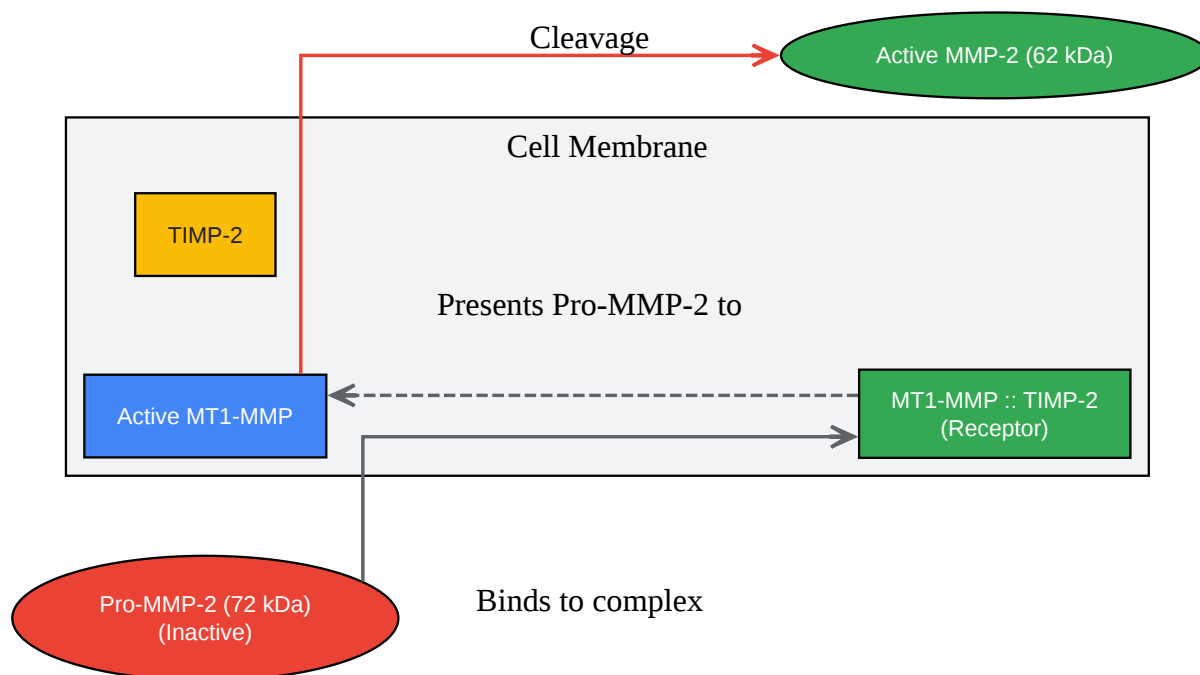 Cleavage
Active MMP-2 (62 kDa)
Cell Membrane
TIMP-2
Presents Pro-MMP-2 to
Active MT1-MMP
MT1-MMP :: TIMP-2
(Receptor)
Pro-MMP-2 (72 kDa)
(Inactive)
Binds to complex